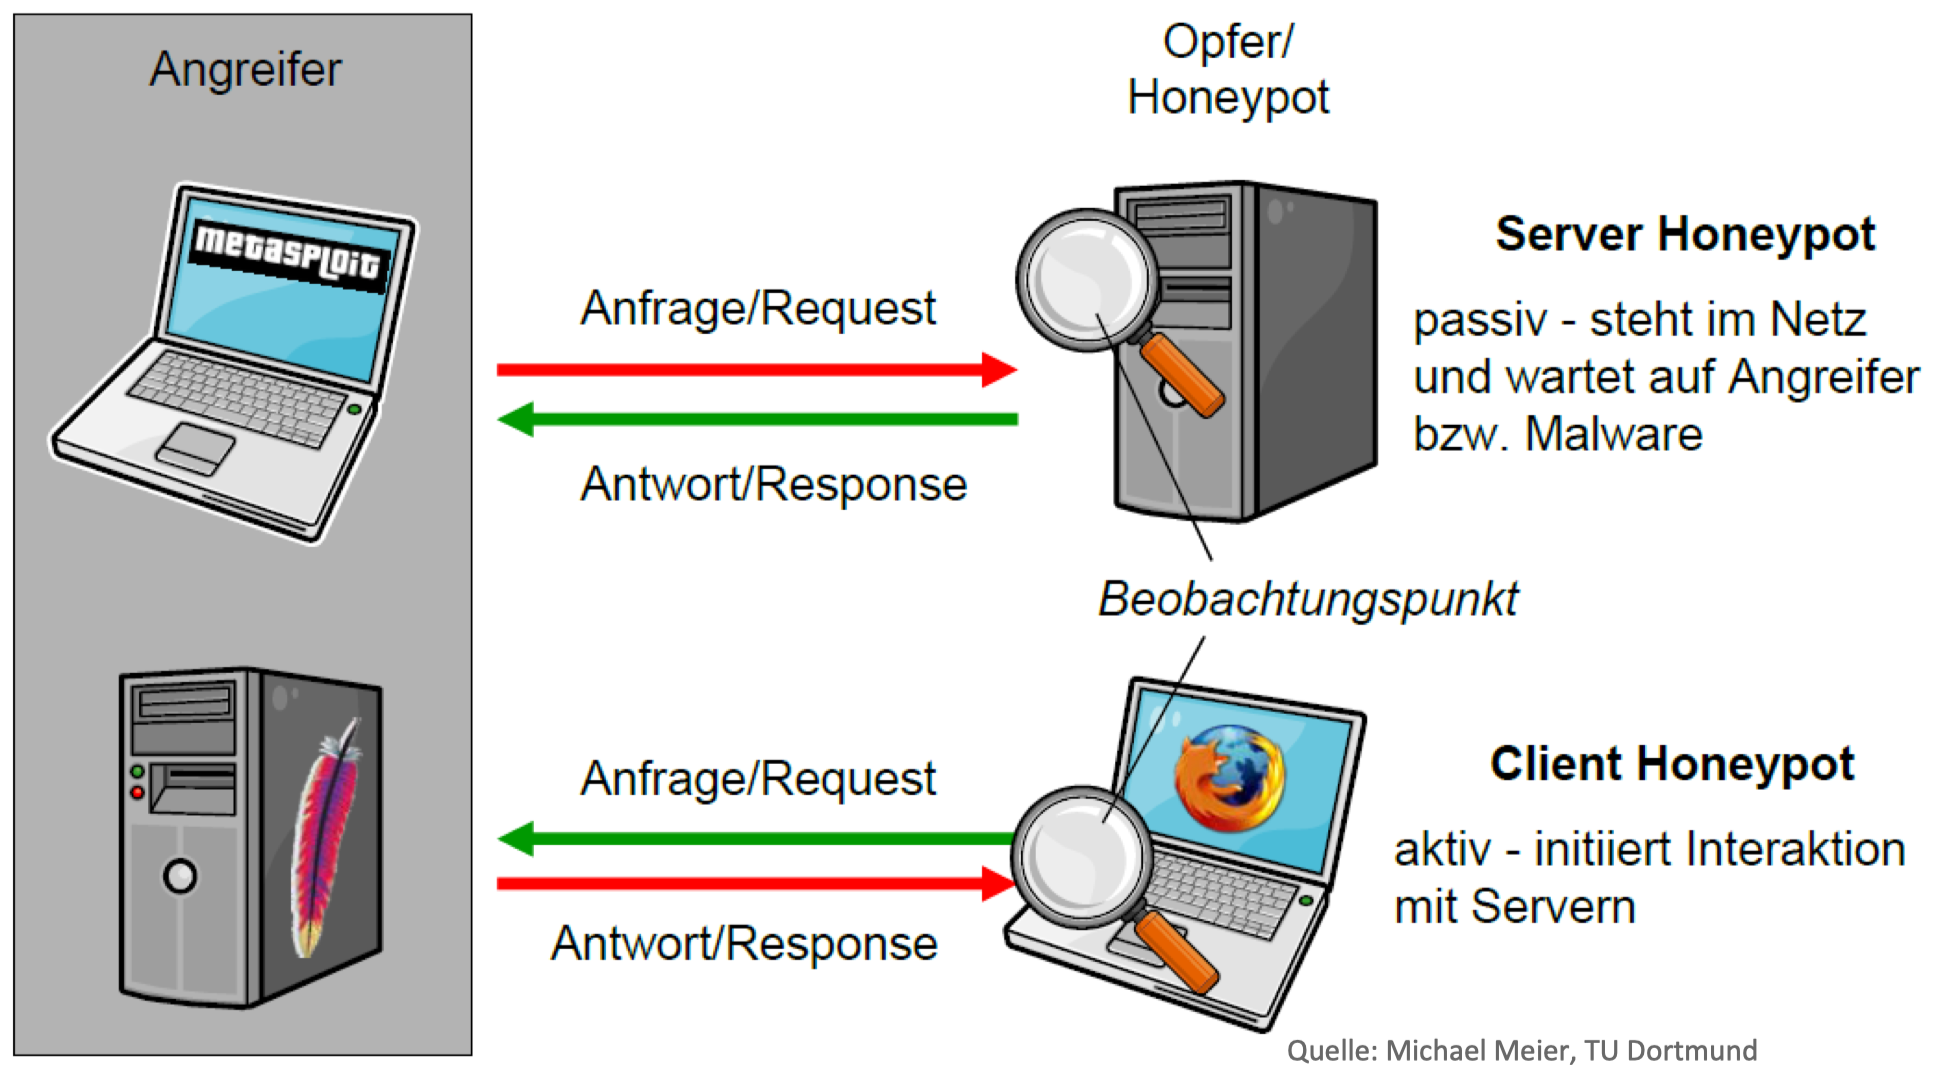 Angreifer
Opfer/
Honeypot
metasploit
Anfrage/Request
Antwort/Response
Server Honeypot
passiv - steht im Netz
und wartet auf Angreifer
bzw. Malware
Beobachtungspunkt
Anfrage/Request
Antwort/Response
Client Honeypot
aktiv - initiiert Interaktion
mit Servern
Quelle: Michael Meier, TU Dortmund